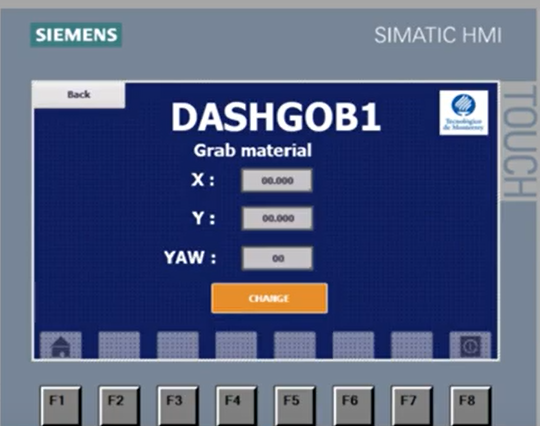 SIEMENS
SIMATIC HMI
Back
DASHGOB1
Tecnológico
de Monterrey
Grab material
X : 00.000
Y : 00.000
YAW : 00
CHANGE
TOUCH
F1 F2 F3 F4 F5 F6 F7 F8